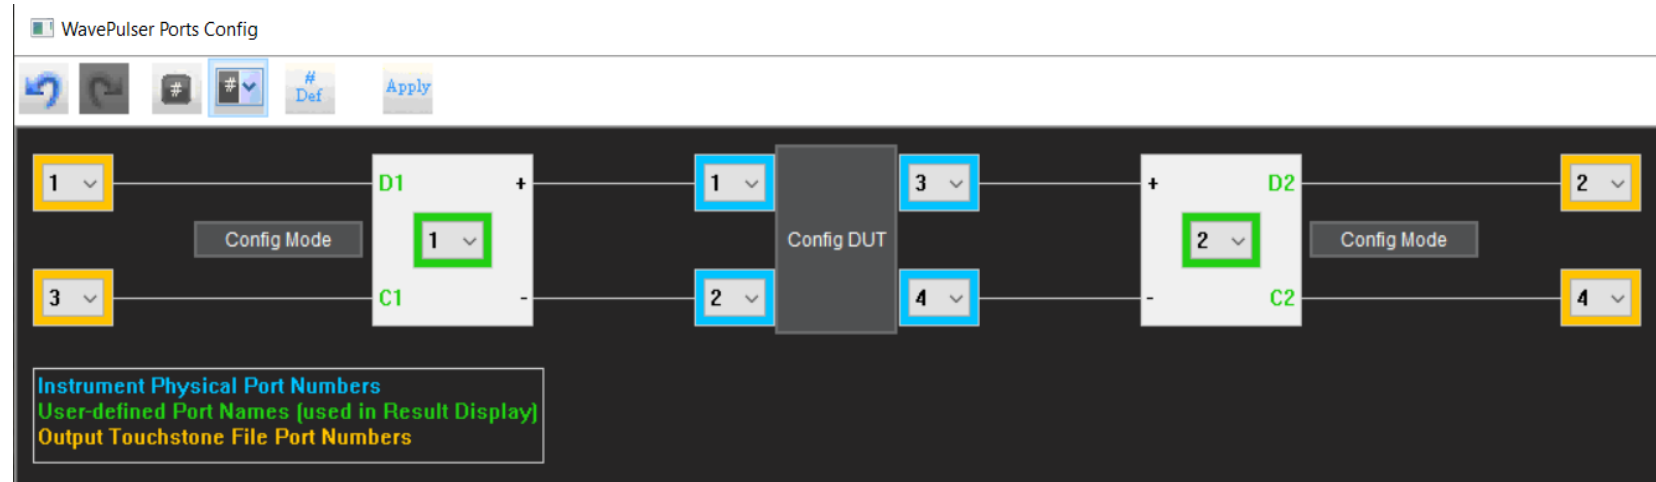 WavePulser Ports Config
# # # Def Apply
1 D1 + 1 3 + D2 2
Config Mode 1 Config DUT 2 Config Mode
3 C1 - 2 4 - C2 4
Instrument Physical Port Numbers
User-defined Port Names (used in Result Display)
Output Touchstone File Port Numbers